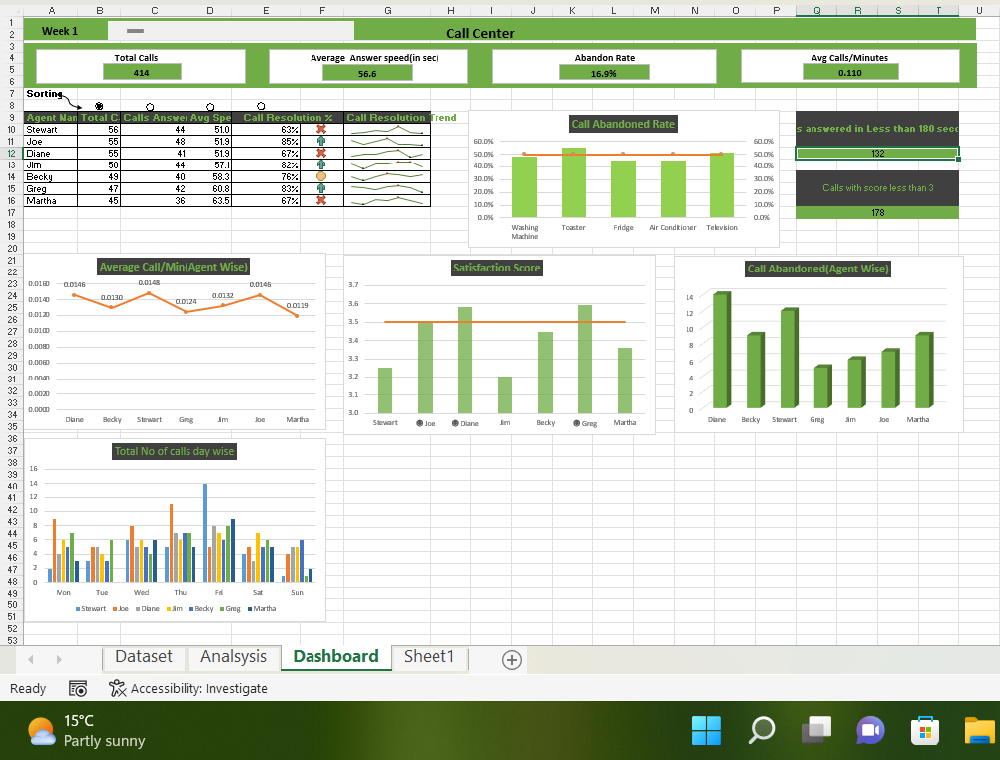 A B C D E F G H I J K L M N O P Q R S T U
1
2
3
4
5
6
7
8
9
10
11
12
13
14
15
16
17
18
19
20
21
22
23
24
25
26
27
28
29
30
31
32
33
34
35
36
37
38
39
40
41
42
43
44
45
46
47
48
49
50
51
52
53
Week 1
Call Center
Total Calls
414
Average Answer speed(in sec)
56.6
Abandon Rate
16.9%
Avg Calls/Minutes
0.110
Sorting
Agent Nan Total C Calls Answer Avg Spe Call Resolution % Call Resolution Trend
Stewart 56 44 51.0 63%
Joe 55 48 51.9 85%
Diane 55 41 51.9 67%
Jim 50 44 57.1 82%
Becky 49 40 58.3 76%
Greg 47 42 60.8 83%
Martha 45 36 63.5 67%
Call Abandoned Rate
60.0% 60.0%
50.0% 50.0%
40.0% 40.0%
30.0% 30.0%
20.0% 20.0%
10.0% 10.0%
0.0% 0.0%
Washing Machine Toaster Fridge Air Conditioner Television
s answered in Less than 180 seco
132
Calls with score less than 3
178
Average Call/Min(Agent Wise)
0.0160
0.0140
0.0120
0.0100
0.0080
0.0060
0.0040
0.0020
0.0000
0.0146 0.0130 0.0148 0.0124 0.0132 0.0146 0.0119
Diane Becky Stewart Greg Jim Joe Martha
Satisfaction Score
3.7
3.6
3.5
3.4
3.3
3.2
3.1
3.0
Stewart Joe Diane Jim Becky Greg Martha
Call Abandoned(Agent Wise)
14
12
10
8
6
4
2
0
Diane Becky Stewart Greg Jim Joe Martha
Total No of calls day wise
16
14
12
10
8
6
4
2
0
Mon Tue Wed Thu Fri Sat Sun
Stewart Joe Diane Jim Becky Greg Martha
Dataset Analsysis Dashboard Sheet1
Ready Accessibility: Investigate
15°C
Partly sunny